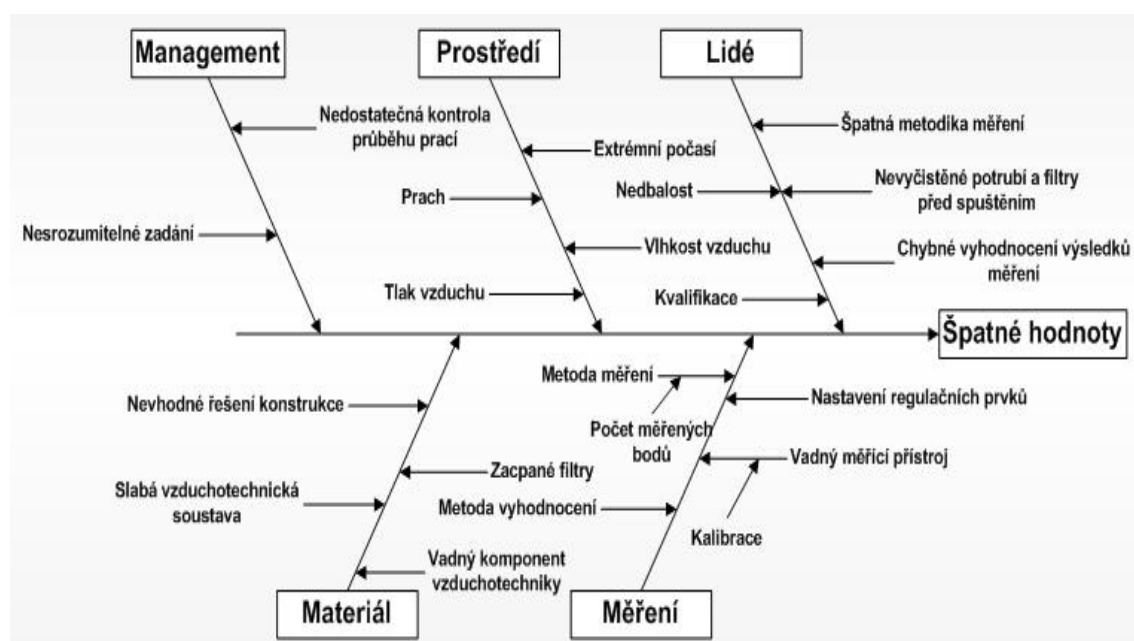 Management
Prostředí
Lidé
Nedostatečná kontrola
průběhu prací
Nesrozumitelné zadání
Extrémní počasí
Prach
Vlhkost vzduchu
Tlak vzduchu
Špatná metodika měření
Nedbalost
Nevyčistěné potrubí a filtry
před spuštěním
Chybné vyhodnocení výsledků
měření
Kvalifikace
Špatné hodnoty
Nevhodné řešení konstrukce
Zacpané filtry
Slabá vzduchotechnická
soustava
Vadný komponent
vzduchotechniky
Metoda měření
Počet měřených
bodů
Nastavení regulačních prvků
Vadný měřicí přístroj
Metoda vyhodnocení
Kalibrace
Materiál
Měření